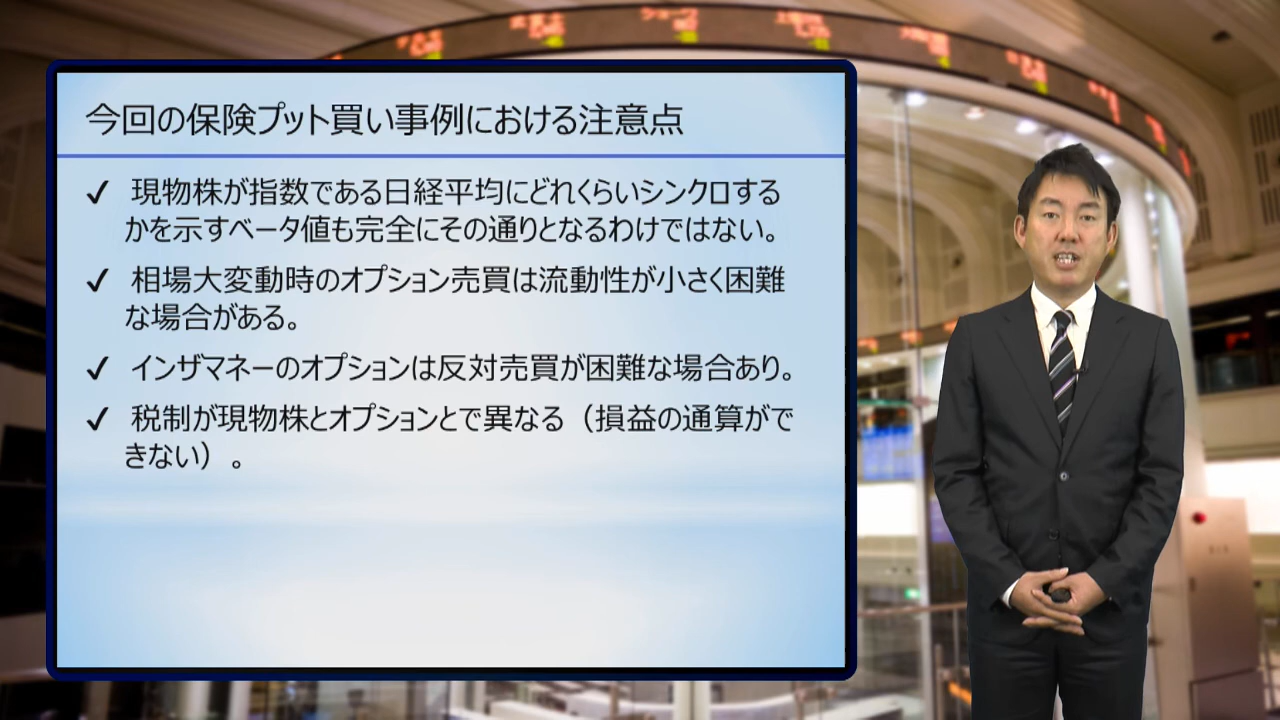 今回の保険プット買い事例における注意点
✓ 現物株が指数である日経平均にどれくらいシンクロする
かを示すベータ値も完全にその通りとなるわけではない。
✓ 相場大変動時のオプション売買は流動性が小さく困難
な場合がある。
✓ インザマネーのオプションは反対売買が困難な場合あり。
✓ 税制が現物株とオプションとで異なる（損益の通算がで
きない）。